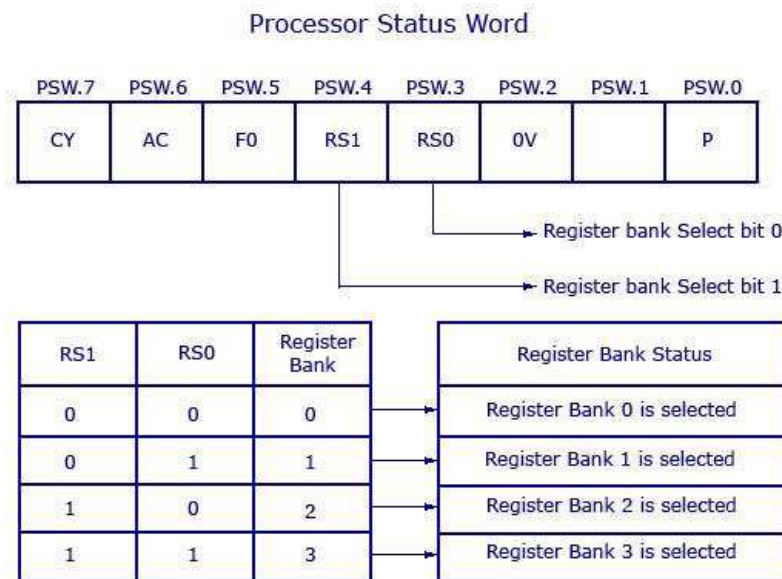 Processor Status Word
PSW.7 PSW.6 PSW.5 PSW.4 PSW.3 PSW.2 PSW.1 PSW.0
CY AC F0 RS1 RS0 0V P
Register bank Select bit 0
Register bank Select bit 1
RS1 RS0 Register Bank Register Bank Status
0 0 0 Register Bank 0 is selected
0 1 1 Register Bank 1 is selected
1 0 2 Register Bank 2 is selected
1 1 3 Register Bank 3 is selected